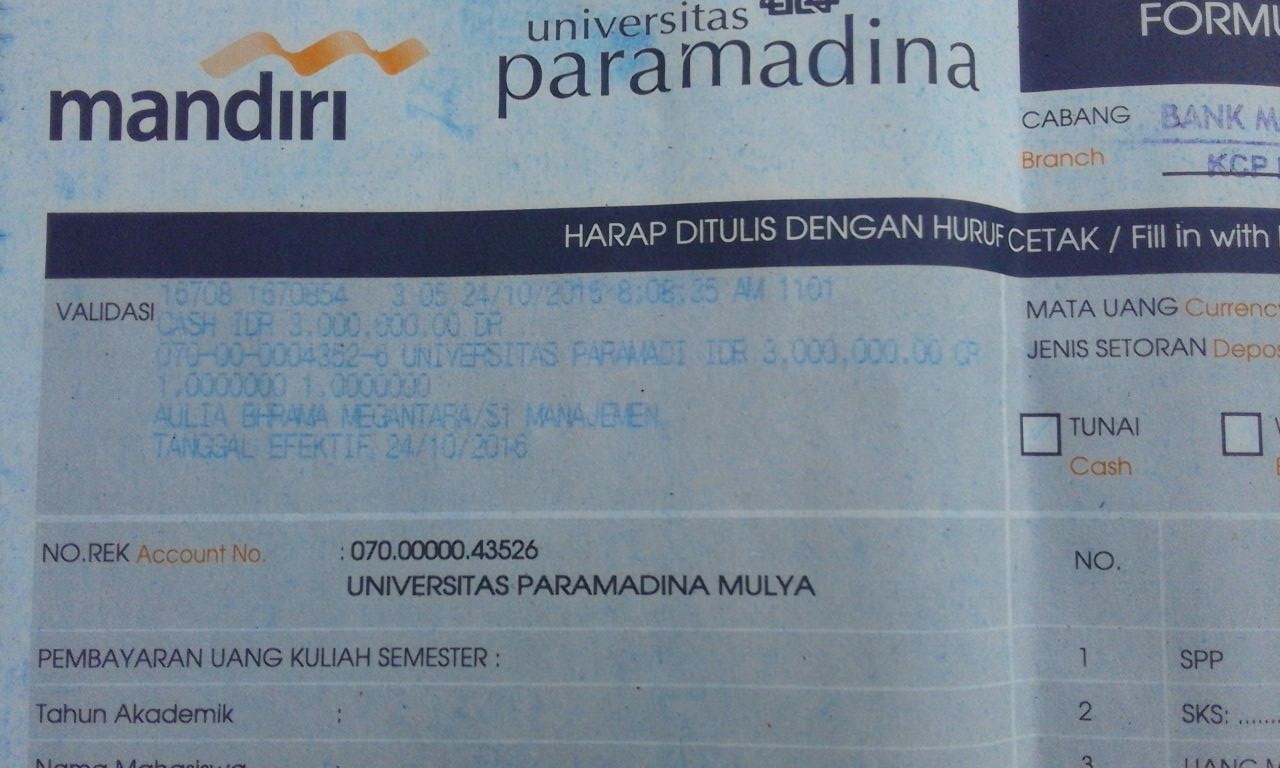 mandiri
universitas
paramadina
FORMU
CABANG BANK M
Branch KCP
HARAP DITULIS DENGAN HURUF CETAK / Fill in with
VALIDASI
16708 1670854 3 05 24/10/2016 8:08:35 AM 1101
CASH IDR 3.000,000.00 DR
070-00-0004352-6 UNIVERSITAS PARAMADI IDR 3,000,000.00 CR
1.0000000 1.0000000
AULIA BHRAMA MEGANTARA/S1 MANAJEMEN
TANGGAL EFEKTIF 24/10/2016
MATA UANG Currency
JENIS SETORAN Depos
TUNAI
Cash
NO.REK Account No. : 070.00000.43526
UNIVERSITAS PARAMADINA MULYA
NO.
PEMBAYARAN UANG KULIAH SEMESTER :
1 SPP
Tahun Akademik :
2 SKS: .......
Nama Mahasiswa :
3 UANG M